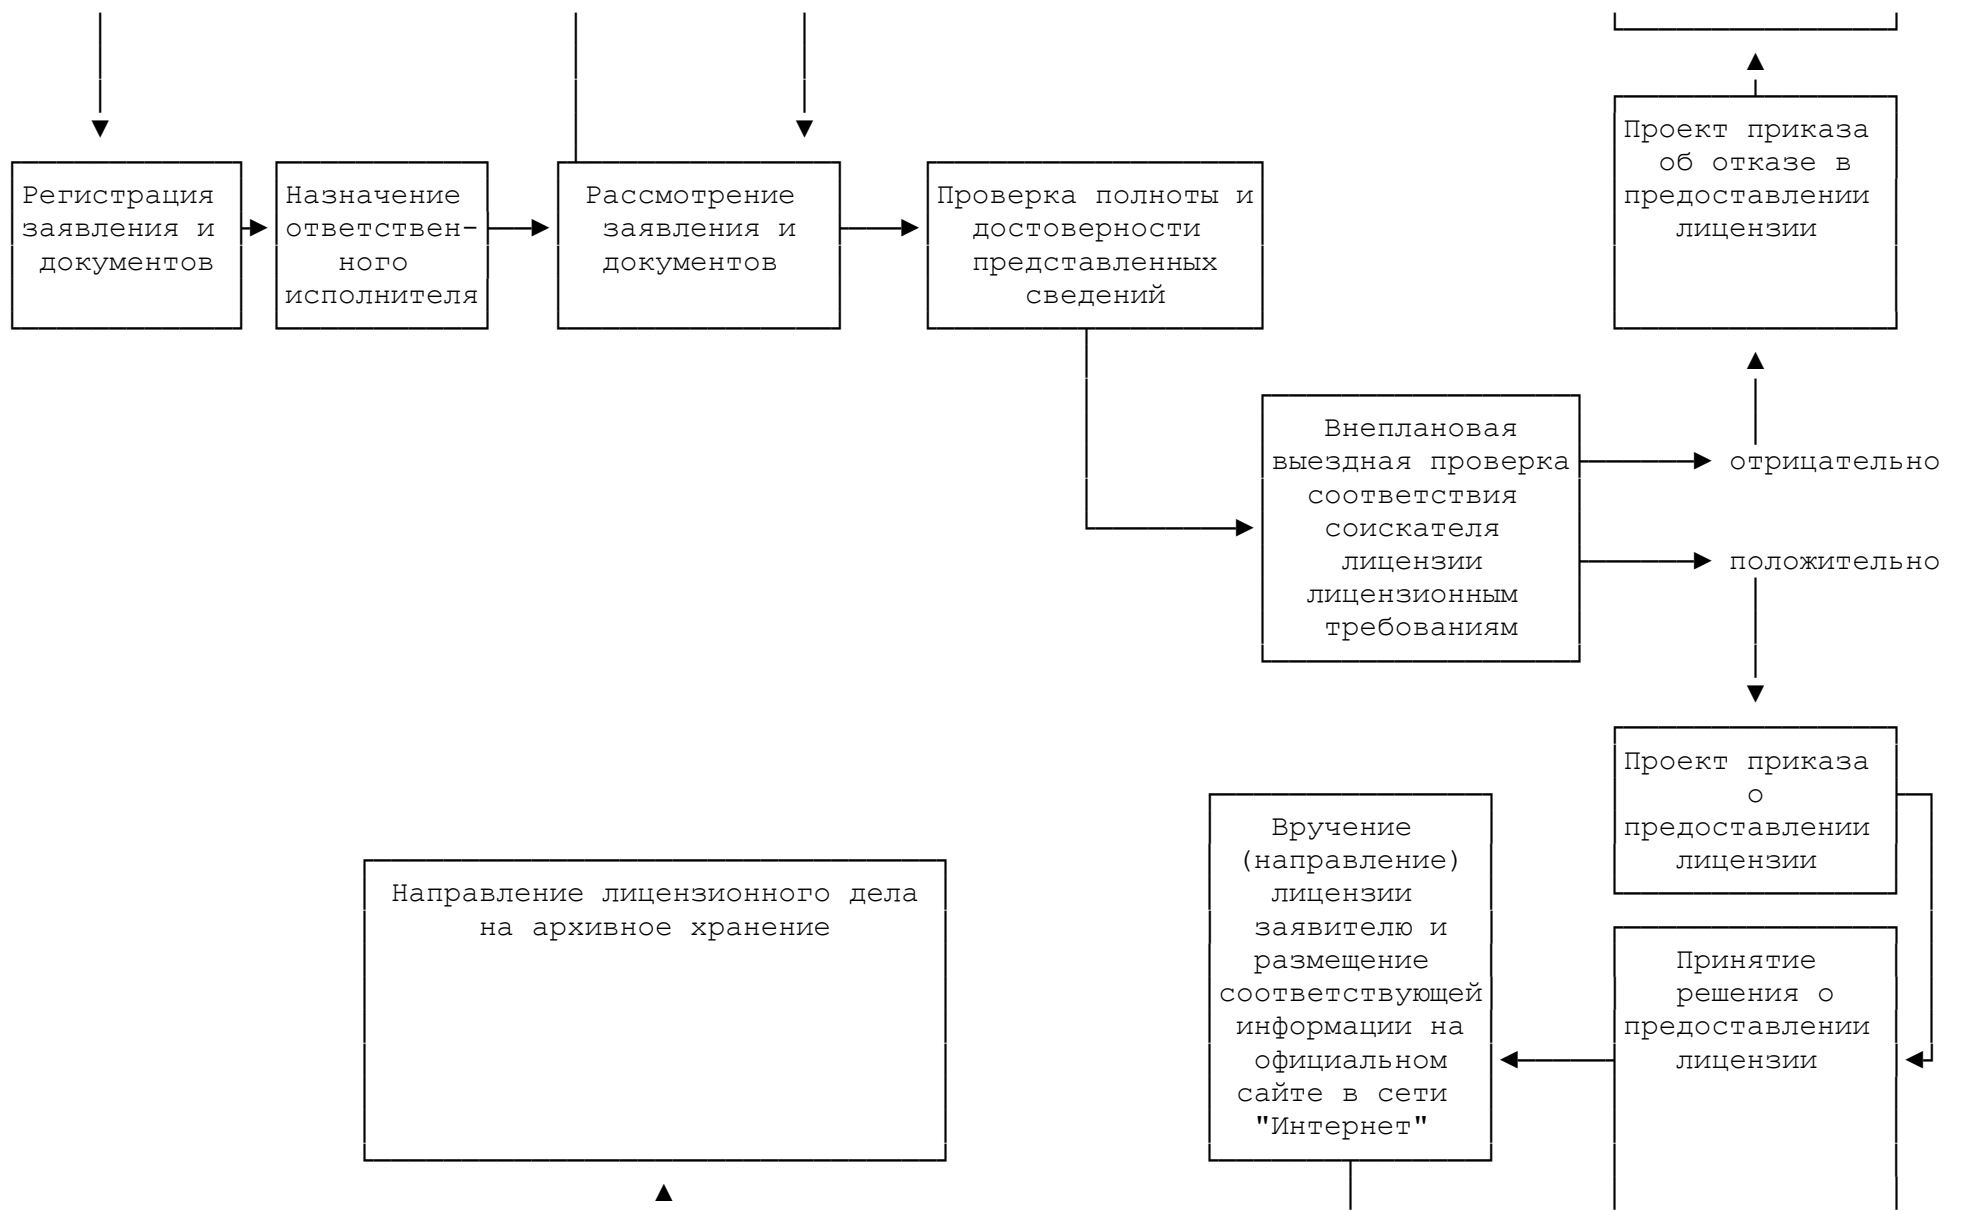 Проект приказа
об отказе в
предоставлении
лицензии
Регистрация
заявления и
документов
Назначение
ответствен-
ного
исполнителя
Рассмотрение
заявления и
документов
Проверка полноты и
достоверности
представленных
сведений
Внеплановая
выездная проверка
соответствия
соискателя
лицензии
лицензионным
требованиям
отрицательно
положительно
Проект приказа
о
предоставлении
лицензии
Вручение
(направление)
лицензии
заявителю и
размещение
соответствующей
информации на
официальном
сайте в сети
"Интернет"
Направление лицензионного дела
на архивное хранение
Принятие
решения о
предоставлении
лицензии